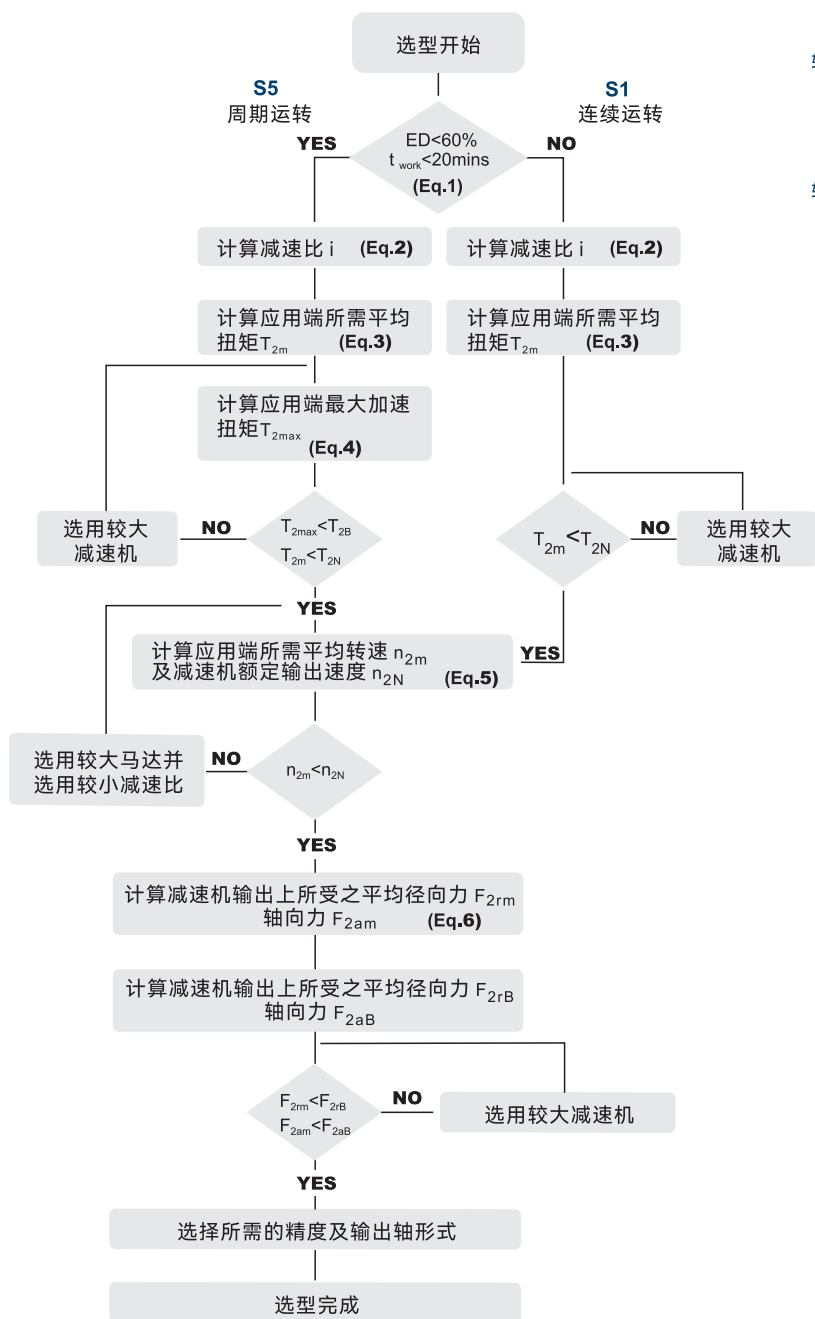 选型开始
S5
周期运转
S1
连续运转
YES
ED<60%
t work<20mins
(Eq.1)
NO
计算减速比 i (Eq.2)
计算减速比 i (Eq.2)
计算应用端所需平均
扭矩T2m (Eq.3)
计算应用端所需平均
扭矩T2m (Eq.3)
计算应用端最大加速
扭矩T2max (Eq.4)
选用较大
减速机
NO
T2max<T2B
T2m<T2N
T2m<T2N
NO
选用较大
减速机
YES
计算应用端所需平均转速 n2m
及减速机额定输出速度 n2N (Eq.5)
YES
选用较大马达并
选用较小减速比
NO
n2m<n2N
YES
计算减速机输出上所受之平均径向力 F2rm
轴向力 F2am (Eq.6)
计算减速机输出上所受之平均径向力 F2rB
轴向力 F2aB
F2rm<F2rB
F2am<F2aB
NO
选用较大减速机
YES
选择所需的精度及输出轴形式
选型完成